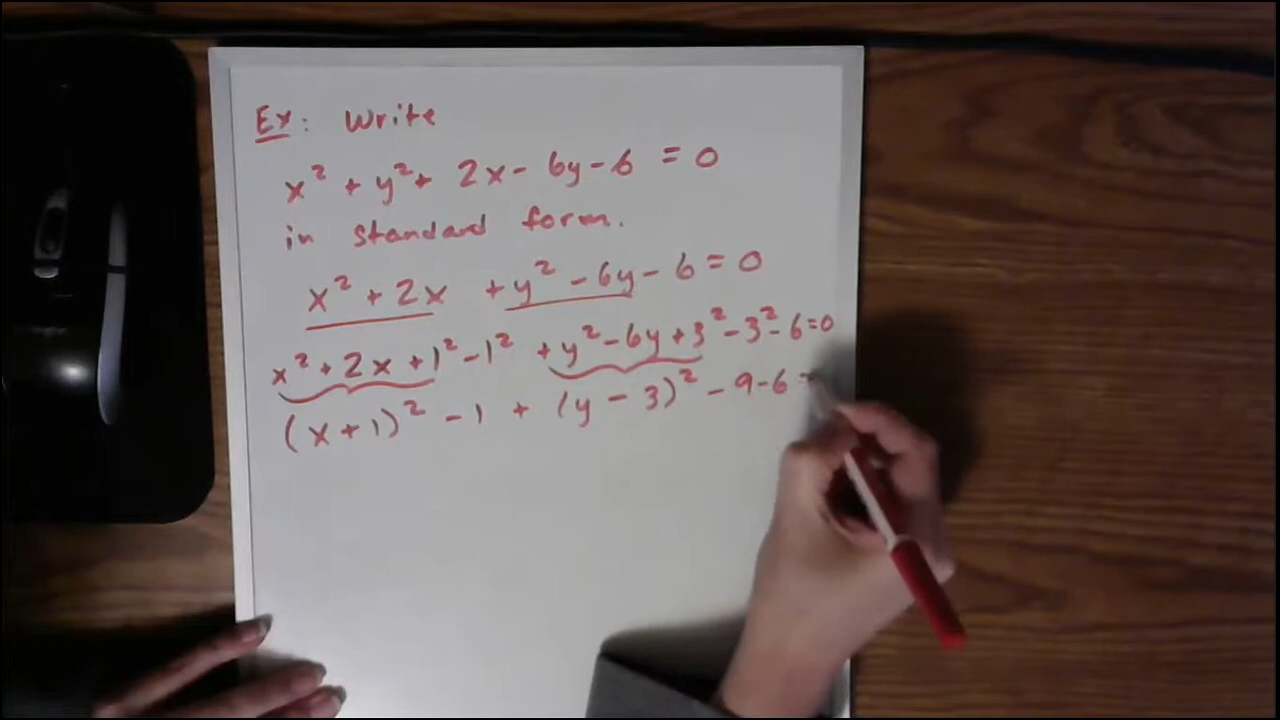 Ex: Write
x² + y² + 2x - 6y - 6 = 0
in standard form.
x² + 2x + y² - 6y - 6 = 0
x² + 2x + 1² - 1² + y² - 6y + 3² - 3² - 6 = 0
(x + 1)² - 1 + (y - 3)² - 9 - 6 =